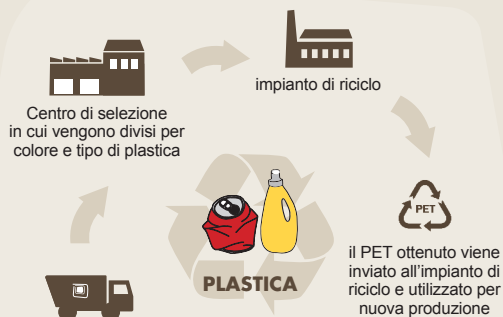 impianto di riciclo
Centro di selezione
in cui vengono divisi per
colore e tipo di plastica
PET
il PET ottenuto viene
inviato all'impianto di
riciclo e utilizzato per
nuova produzione
PLASTICA